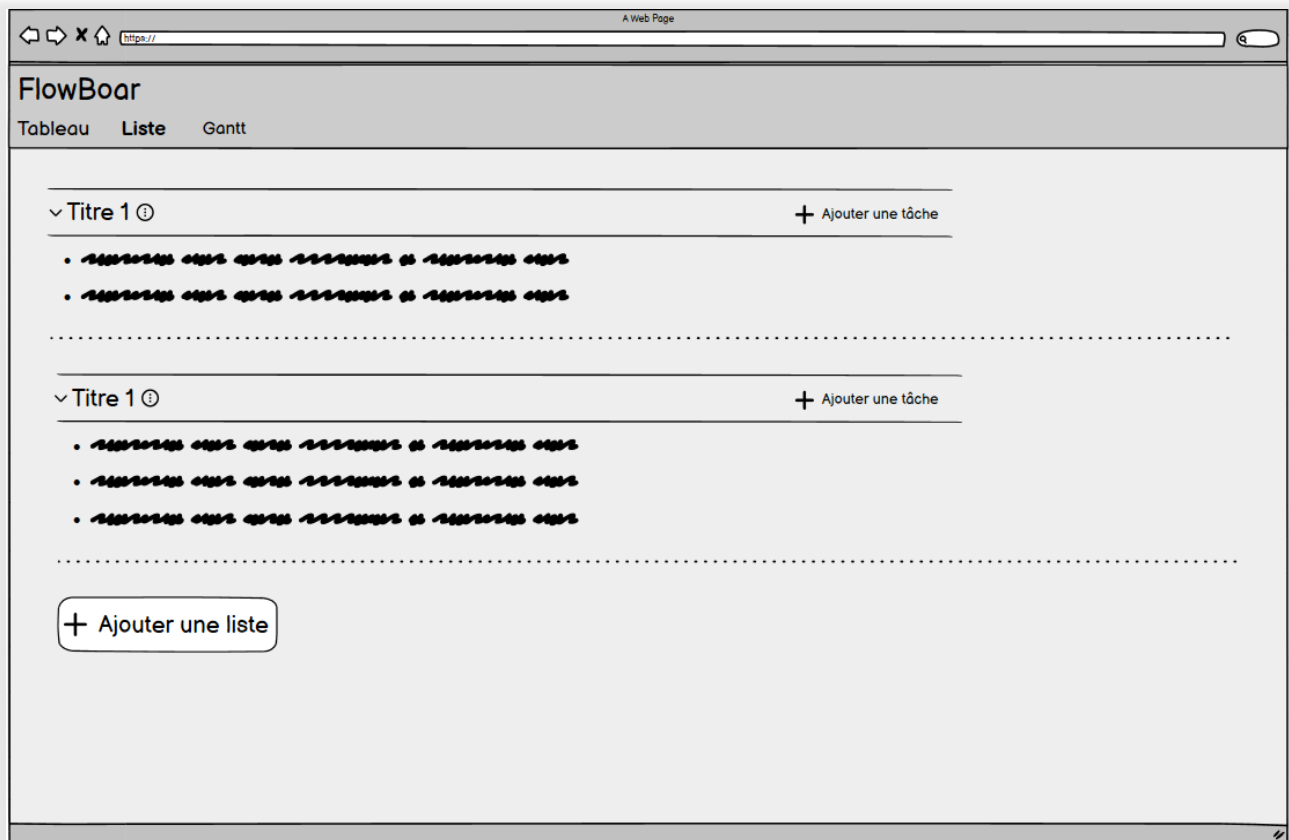 A Web Page
https://
FlowBoar
Tableau Liste Gantt
Titre 1 Ajouter une tâche
Titre 1 Ajouter une tâche
Ajouter une liste